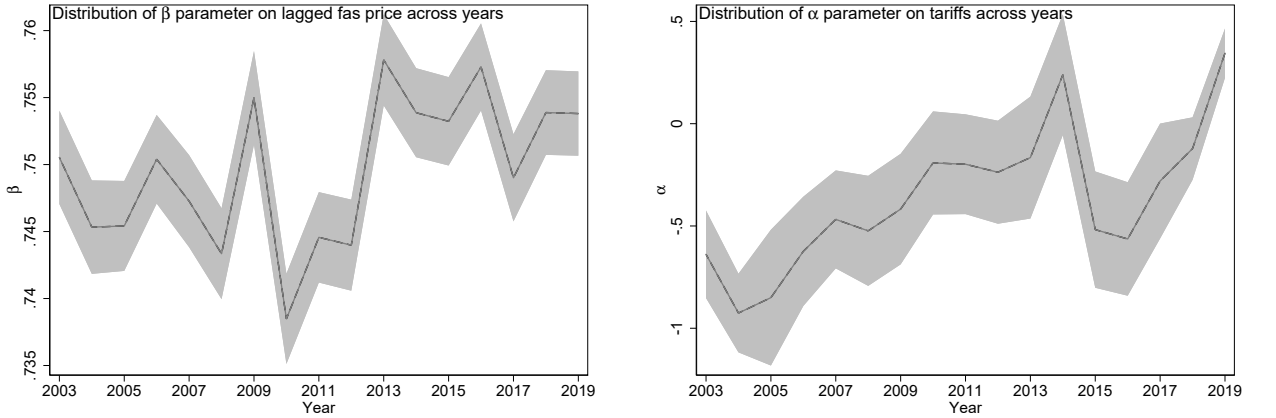 Distribution of β parameter on lagged fas price across years
.76
.755
.75
.745
.74
.735
β
2003 2005 2007 2009 2011 2013 2015 2017 2019
Year
Distribution of α parameter on tariffs across years
.5
0
-.5
-1
α
2003 2005 2007 2009 2011 2013 2015 2017 2019
Year